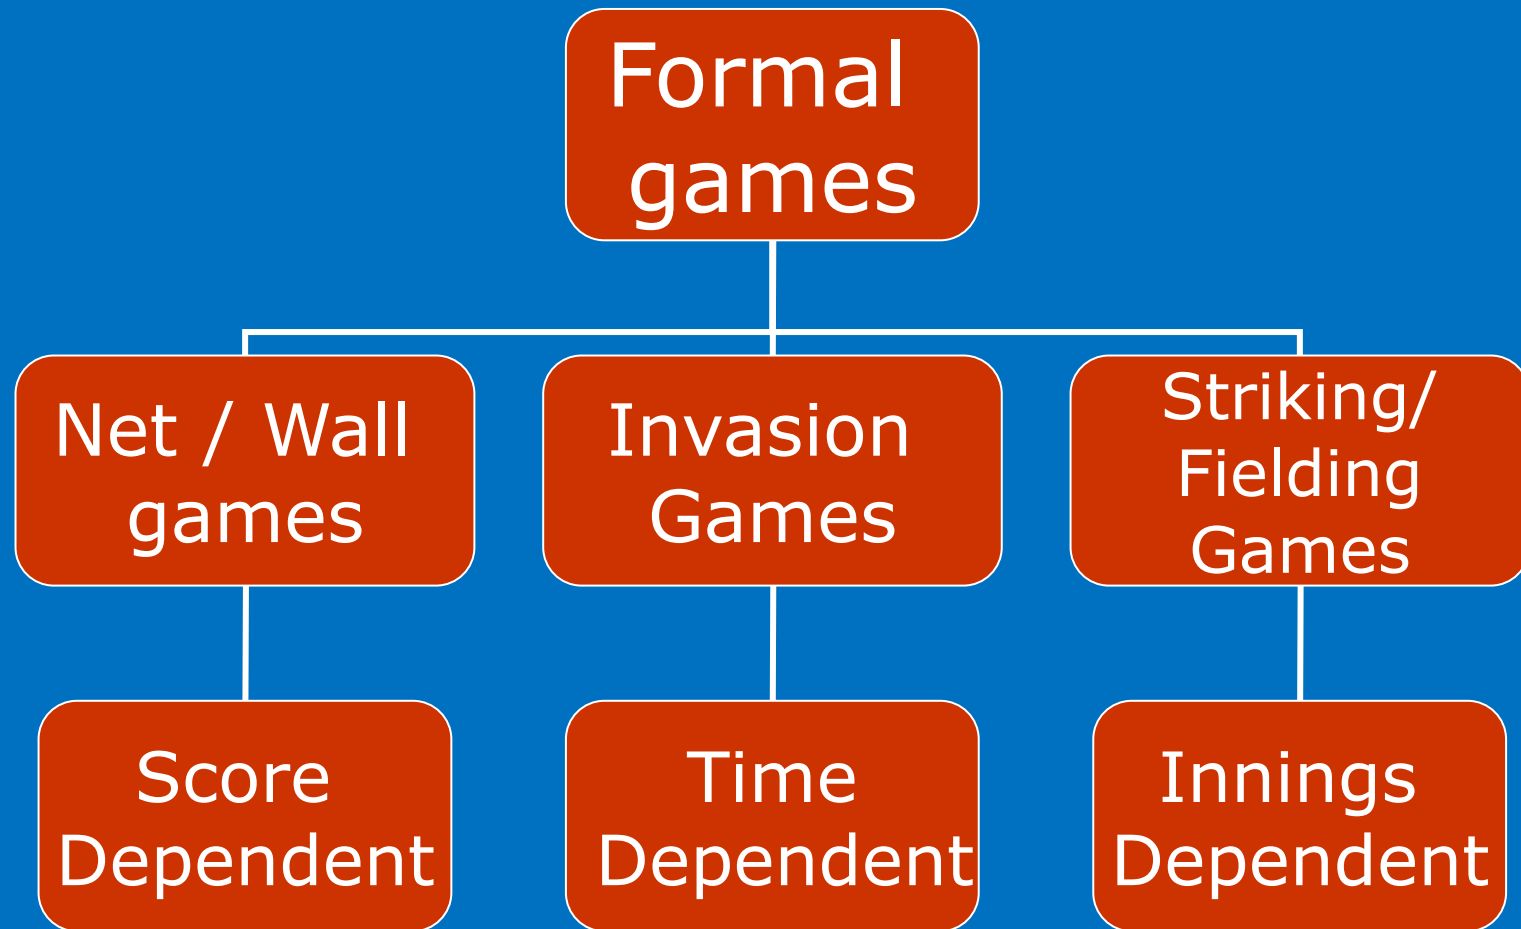 Formal
games
Net / Wall
games
Invasion
Games
Striking/
Fielding
Games
Score
Dependent
Time
Dependent
Innings
Dependent